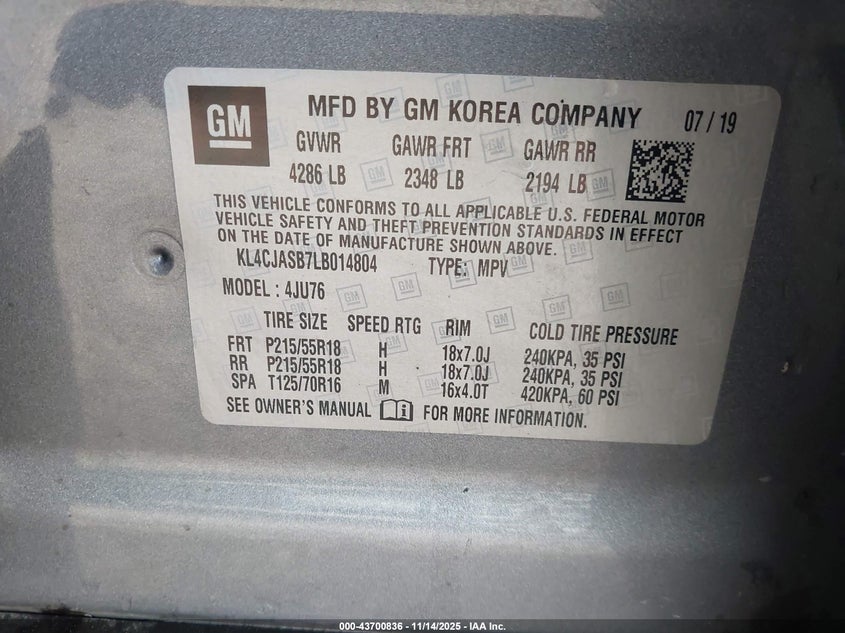 GM MFD BY GM KOREA COMPANY 07 / 19
GVWR GAWR FRT GAWR RR
4286 LB 2348 LB 2194 LB
THIS VEHICLE CONFORMS TO ALL APPLICABLE U.S. FEDERAL MOTOR
VEHICLE SAFETY AND THEFT PREVENTION STANDARDS IN EFFECT
ON THE DATE OF MANUFACTURE SHOWN ABOVE.
KL4CJASB7LB014804 TYPE: MPV
MODEL : 4JU76
TIRE SIZE SPEED RTG RIM COLD TIRE PRESSURE
FRT P215/55R18 H 18x7.0J 240KPA, 35 PSI
RR P215/55R18 H 18x7.0J 240KPA, 35 PSI
SPA T125/70R16 M 16x4.0T 420KPA, 60 PSI
SEE OWNER'S MANUAL FOR MORE INFORMATION.
000-43700836 - 11/14/2025 - IAA Inc.